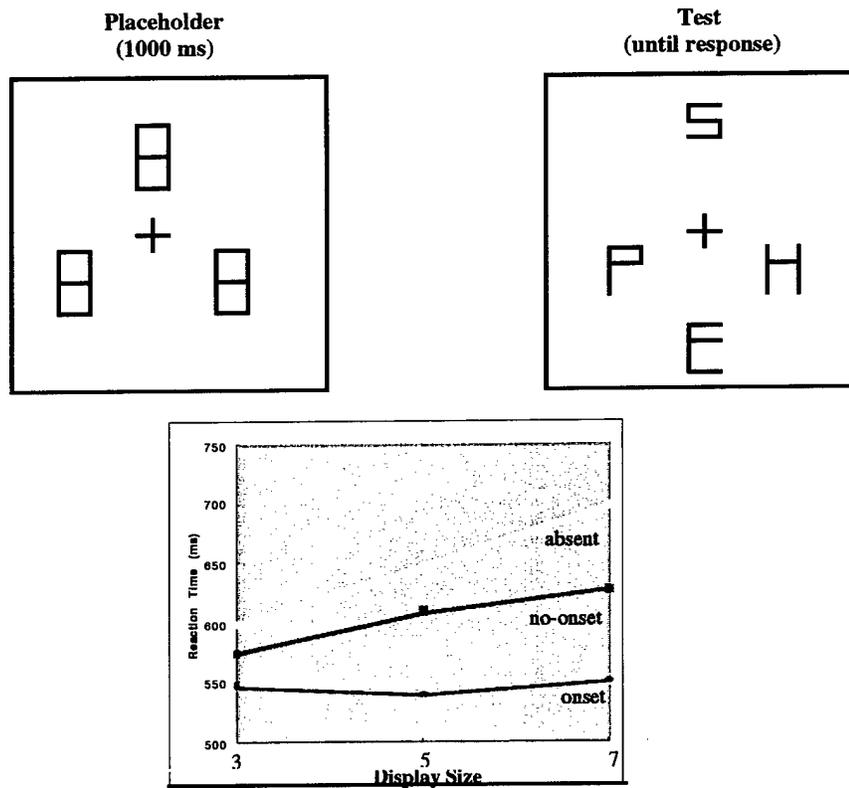 Placeholder
(1000 ms)
Test
(until response)
S
P
H
E
750
700
650
600
550
500
Reaction Time (ms)
absent
no-onset
onset
3
5
7
Display Size